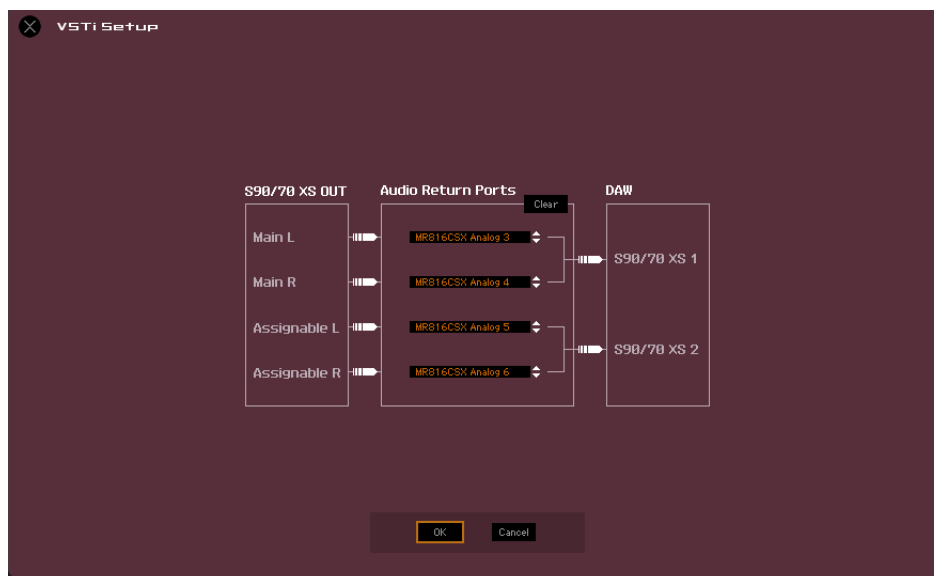 VSTi Setup
S90/70 XS OUT
Audio Return Ports
DAW
Clear
Main L
MR816CSX Analog 3
S90/70 XS 1
Main R
MR816CSX Analog 4
Assignable L
MR816CSX Analog 5
S90/70 XS 2
Assignable R
MR816CSX Analog 6
OK
Cancel